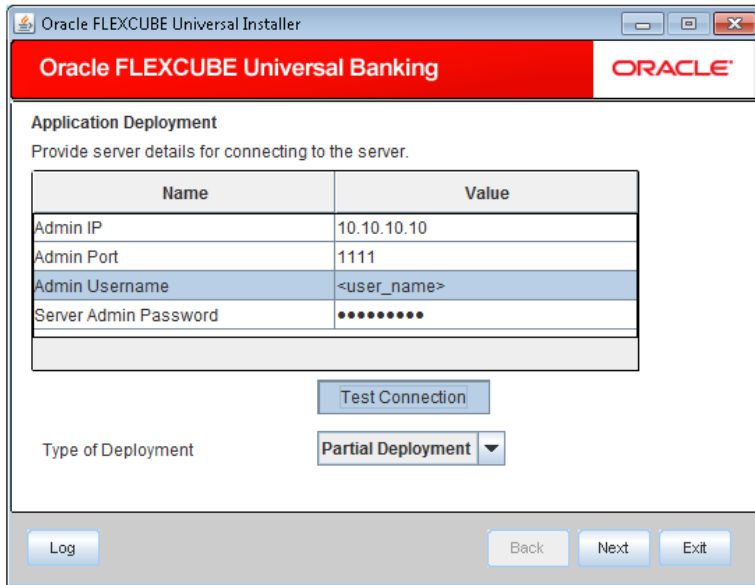 Oracle FLEXCUBE Universal Installer
Oracle FLEXCUBE Universal Banking ORACLE
Application Deployment
Provide server details for connecting to the server.
Name Value
Admin IP 10.10.10.10
Admin Port 1111
Admin Username <user_name>
Server Admin Password •••••••••
Test Connection
Type of Deployment Partial Deployment
Log Back Next Exit